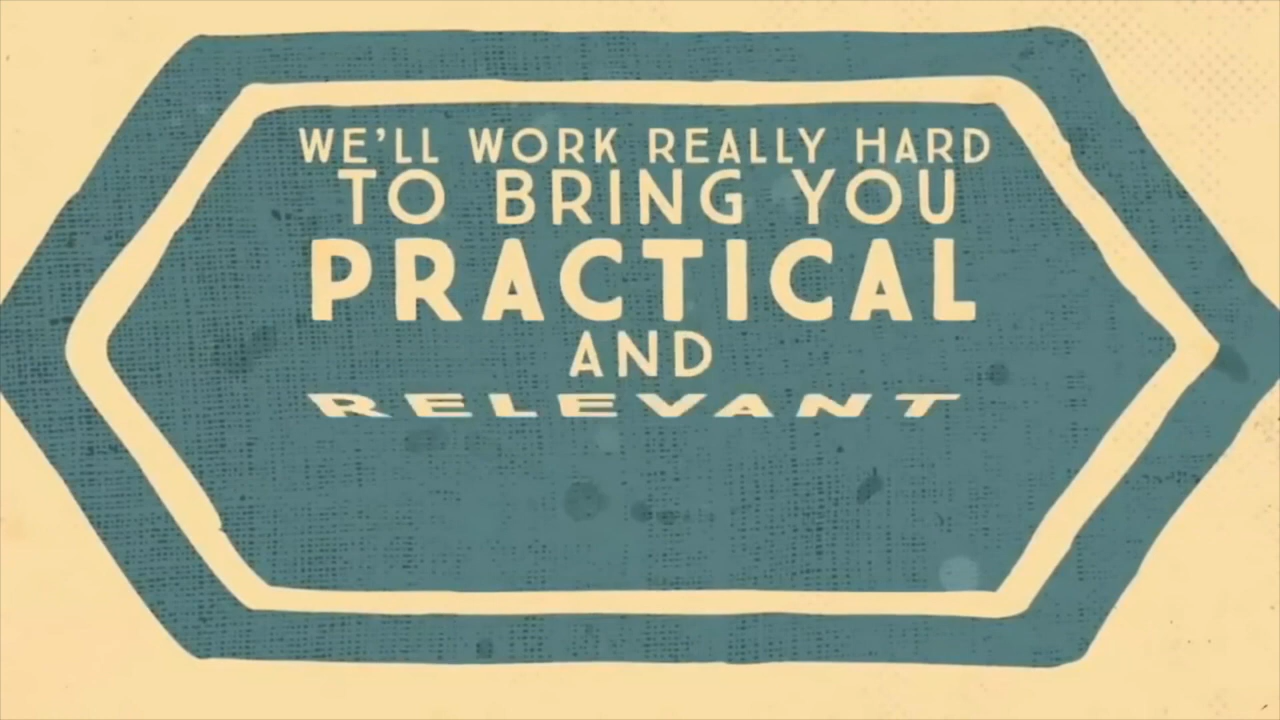 WE'LL WORK REALLY HARD
TO BRING YOU
PRACTICAL
AND
RELEVANT